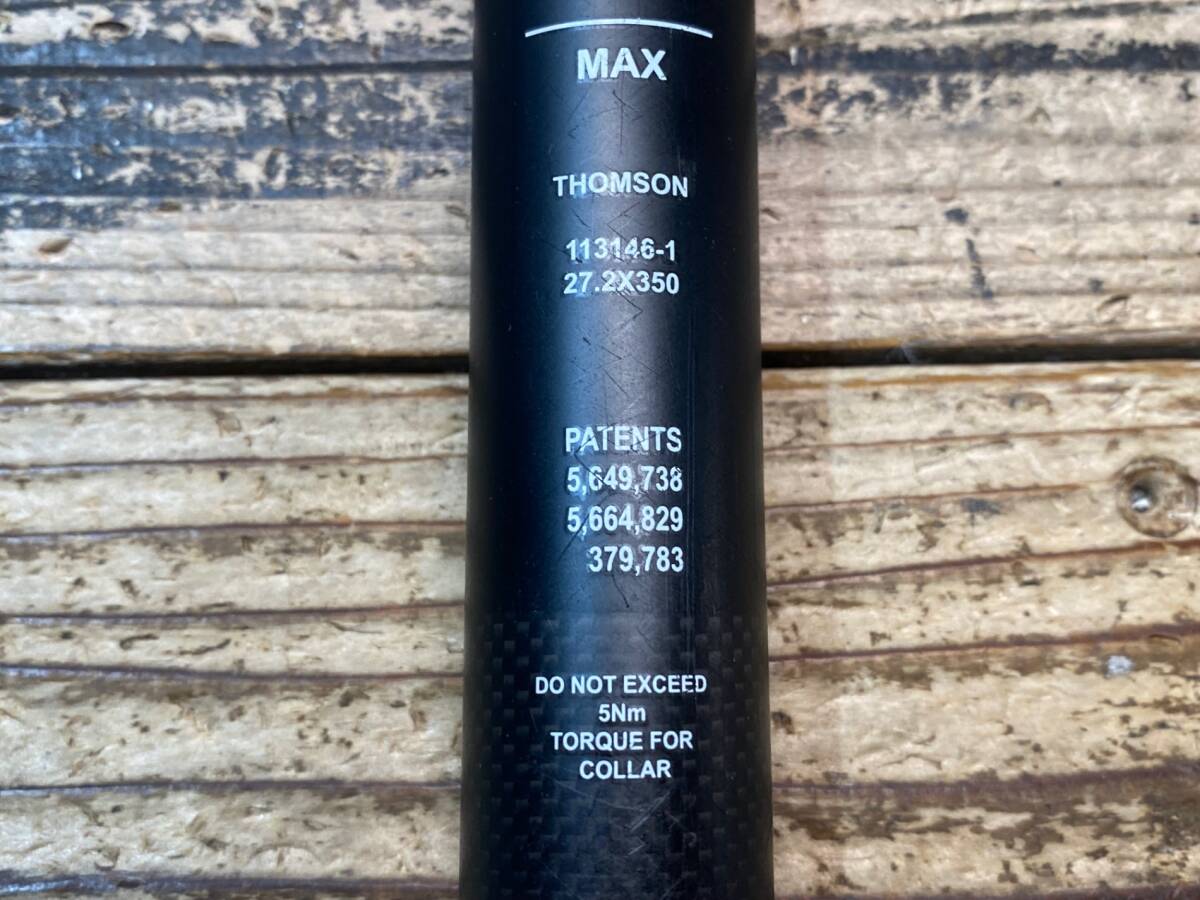 MAX
THOMSON
113146-1
27.2X350
PATENTS
5,649,738
5,664,829
379,783
DO NOT EXCEED
5Nm
TORQUE FOR
COLLAR